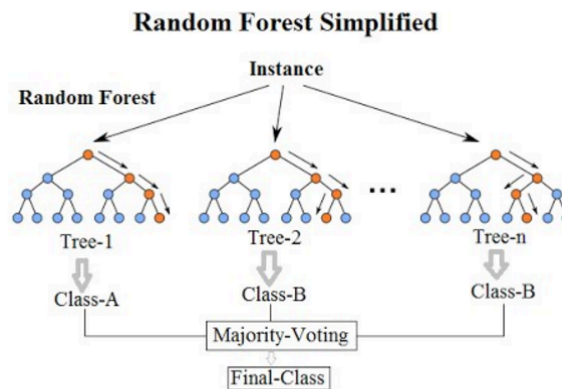 Random Forest Simplified
Instance
Random Forest
...
Tree-1 Tree-2 Tree-n
Class-A Class-B Class-B
Majority-Voting
Final-Class